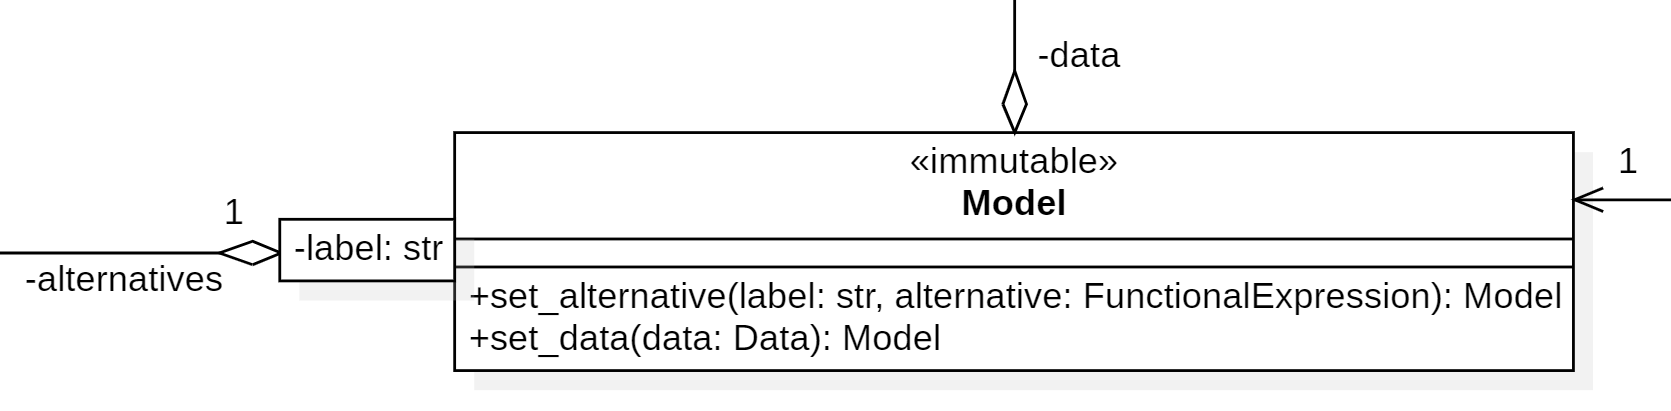 -data
«immutable»
Model
1
1
-label: str
-alternatives
+set_alternative(label: str, alternative: FunctionalExpression): Model
+set_data(data: Data): Model